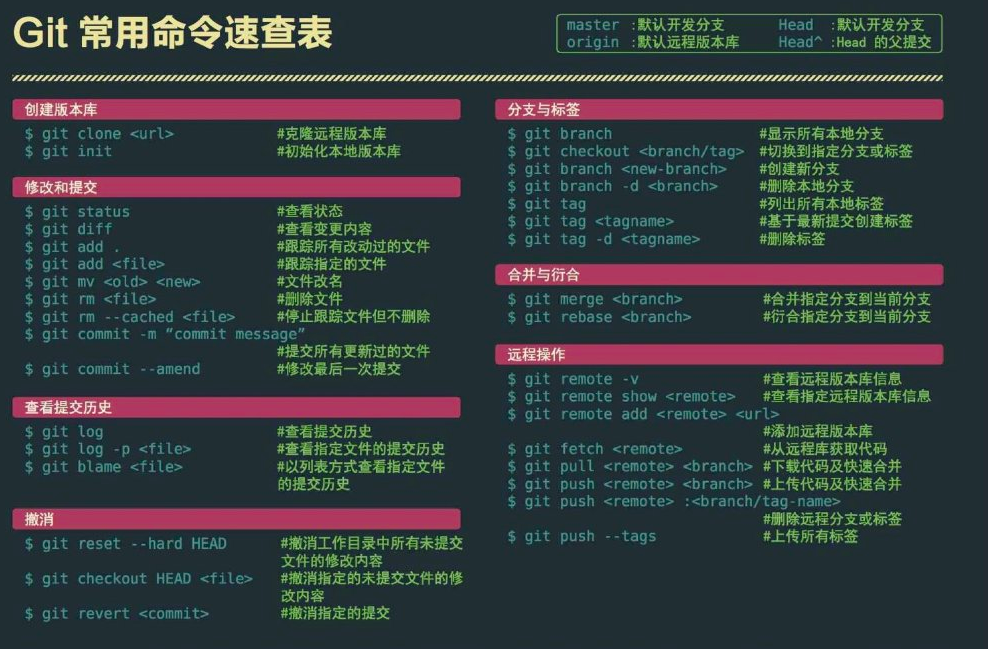 Git 常用命令速查表
master :默认开发分支 Head :默认开发分支
origin :默认远程版本库 Head^ :Head 的父提交
创建版本库
$ git clone <url> #克隆远程版本库
$ git init #初始化本地版本库
修改和提交
$ git status #查看状态
$ git diff #查看变更内容
$ git add . #跟踪所有改动过的文件
$ git add <file> #跟踪指定的文件
$ git mv <old> <new> #文件改名
$ git rm <file> #删除文件
$ git rm --cached <file> #停止跟踪文件但不删除
$ git commit -m “commit message”
#提交所有更新过的文件
$ git commit --amend #修改最后一次提交
查看提交历史
$ git log #查看提交历史
$ git log -p <file> #查看指定文件的提交历史
$ git blame <file> #以列表方式查看指定文件
的提交历史
撤消
$ git reset --hard HEAD #撤消工作目录中所有未提交
文件的修改内容
$ git checkout HEAD <file> #撤消指定的未提交文件的修
改内容
$ git revert <commit> #撤消指定的提交
分支与标签
$ git branch #显示所有本地分支
$ git checkout <branch/tag> #切换到指定分支或标签
$ git branch <new-branch> #创建新分支
$ git branch -d <branch> #删除本地分支
$ git tag #列出所有本地标签
$ git tag <tagname> #基于最新提交创建标签
$ git tag -d <tagname> #删除标签
合并与衍合
$ git merge <branch> #合并指定分支到当前分支
$ git rebase <branch> #衍合指定分支到当前分支
远程操作
$ git remote -v #查看远程版本库信息
$ git remote show <remote> #查看指定远程版本库信息
$ git remote add <remote> <url>
#添加远程版本库
$ git fetch <remote> #从远程库获取代码
$ git pull <remote> <branch> #下载代码及快速合并
$ git push <remote> <branch> #上传代码及快速合并
$ git push <remote> :<branch/tag-name>
#删除远程分支或标签
$ git push --tags #上传所有标签